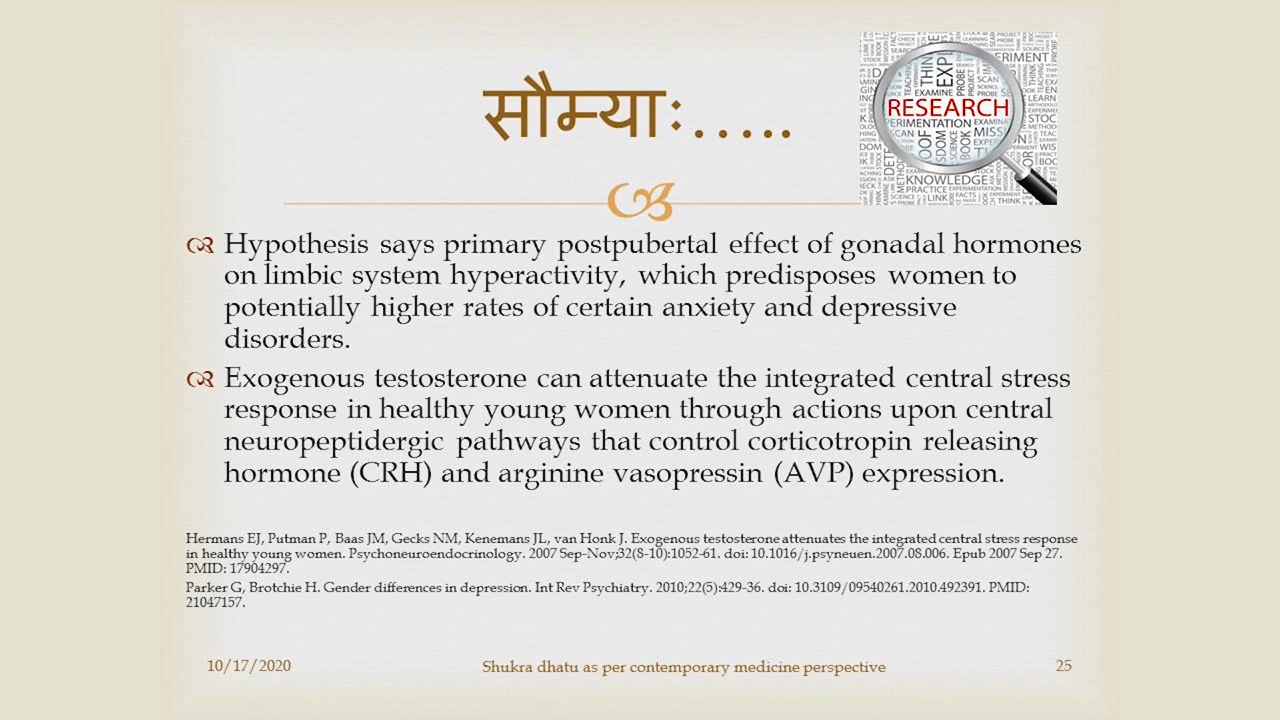 सौम्याः.....
RESEARCH
Hypothesis says primary postpubertal effect of gonadal hormones
on limbic system hyperactivity, which predisposes women to
potentially higher rates of certain anxiety and depressive
disorders.
Exogenous testosterone can attenuate the integrated central stress
response in healthy young women through actions upon central
neuropeptidergic pathways that control corticotropin releasing
hormone (CRH) and arginine vasopressin (AVP) expression.
Hermans EJ, Putman P, Baas JM, Gecks NM, Kenemans JL, van Honk J. Exogenous testosterone attenuates the integrated central stress response
in healthy young women. Psychoneuroendocrinology. 2007 Sep-Nov;32(8-10):1052-61. doi: 10.1016/j.psyneuen.2007.08.006. Epub 2007 Sep 27.
PMID: 17904297.
Parker G, Brotchie H. Gender differences in depression. Int Rev Psychiatry. 2010;22(5):429-36. doi: 10.3109/09540261.2010.492391. PMID:
21047157.
10/17/2020
Shukra dhatu as per contemporary medicine perspective
25